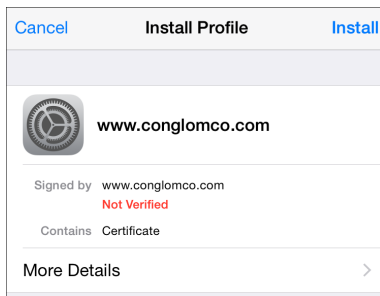 Cancel Install Profile Install
www.conglomco.com
Signed by www.conglomco.com
Not Verified
Contains Certificate
More Details